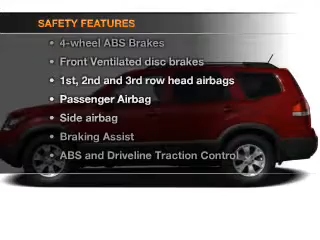 SAFETY FEATURES
• 4-wheel ABS Brakes
• Front Ventilated disc brakes
• 1st, 2nd and 3rd row head airbags
• Passenger Airbag
• Side airbag
• Braking Assist
• ABS and Driveline Traction Control